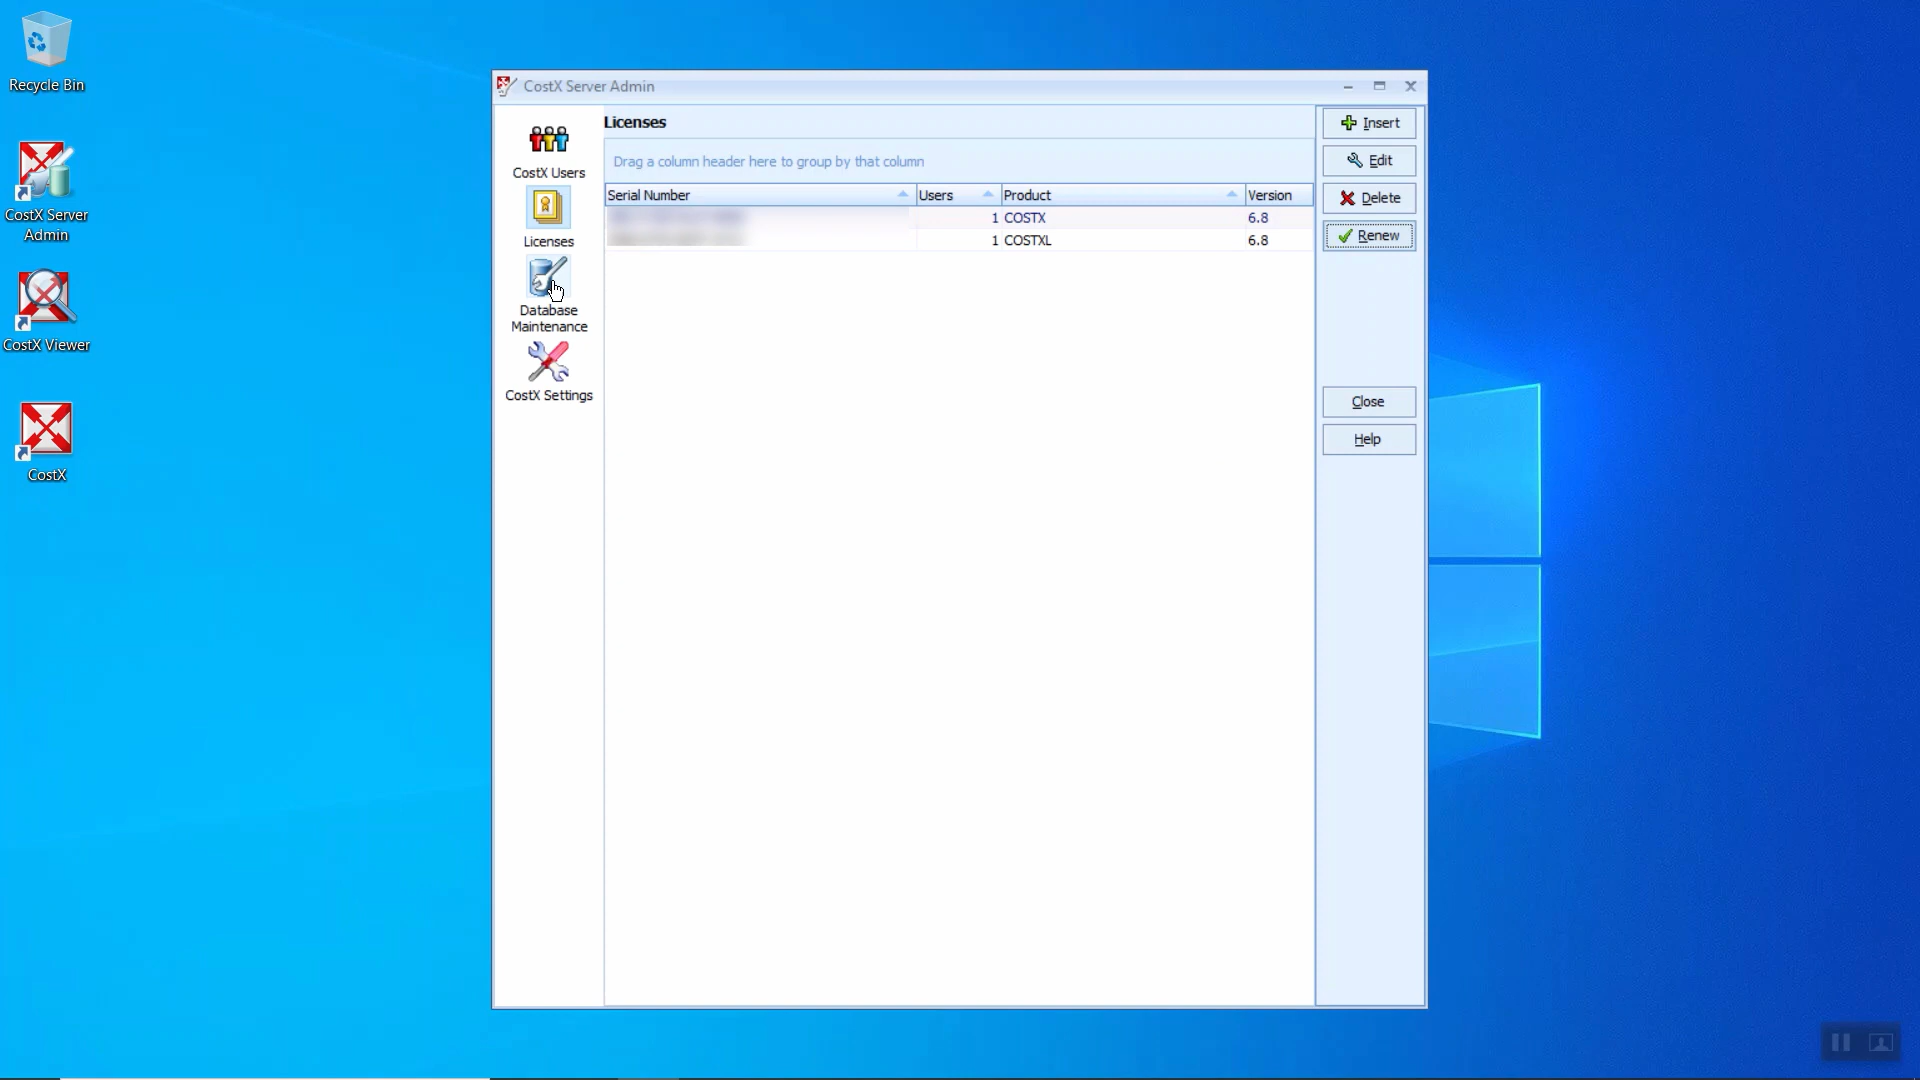 Recycle Bin
CostX Server
Admin
CostX Viewer
CostX
CostX Server Admin
CostX Users
Licenses
Database
Maintenance
CostX Settings
Licenses
Drag a column header here to group by that column
Serial Number Users Product Version
1 COSTX 6.8
1 COSTXL 6.8
Insert
Edit
Delete
Renew
Close
Help